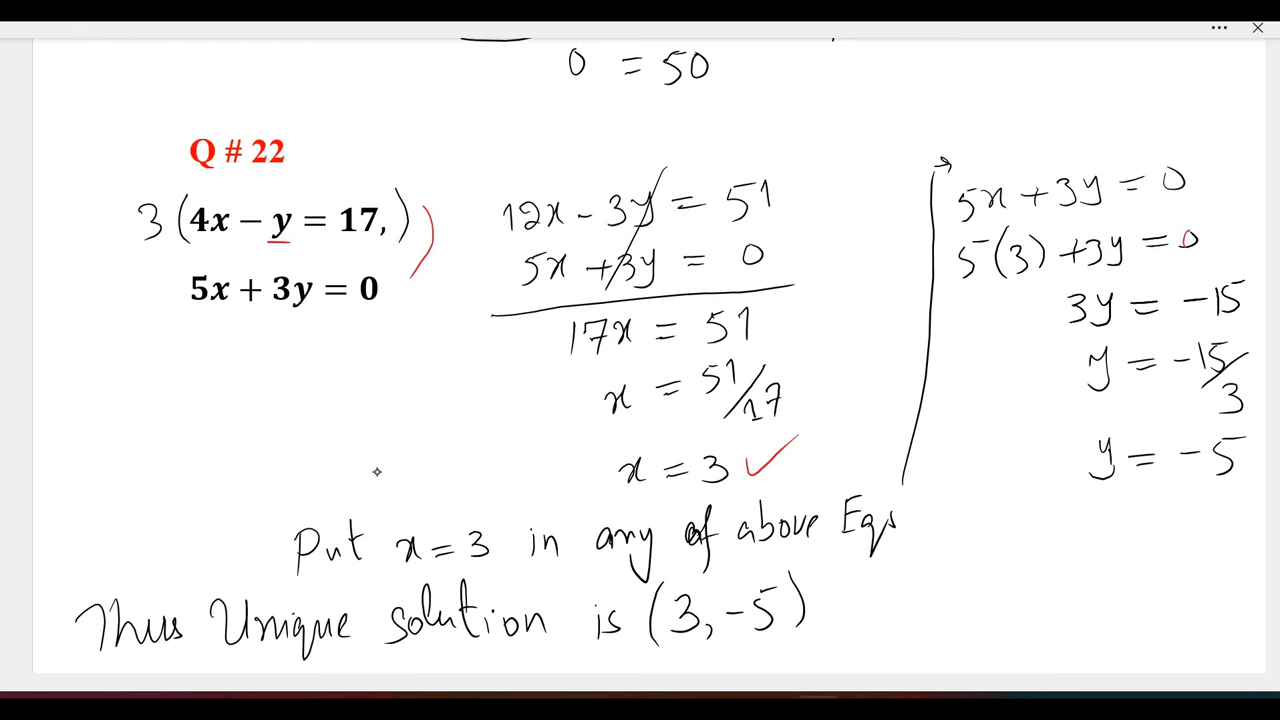 0 = 50
Q # 22
3 (4x − y = 17, )
5x + 3y = 0
12x - 3y = 51
5x + 3y = 0
17x = 51
x = 51/17
x = 3 ✓
Put x = 3 in any of above Eqs
5x + 3y = 0
5(3) + 3y = 0
3y = -15
y = -15/3
y = -5
Thus Unique solution is (3, -5)